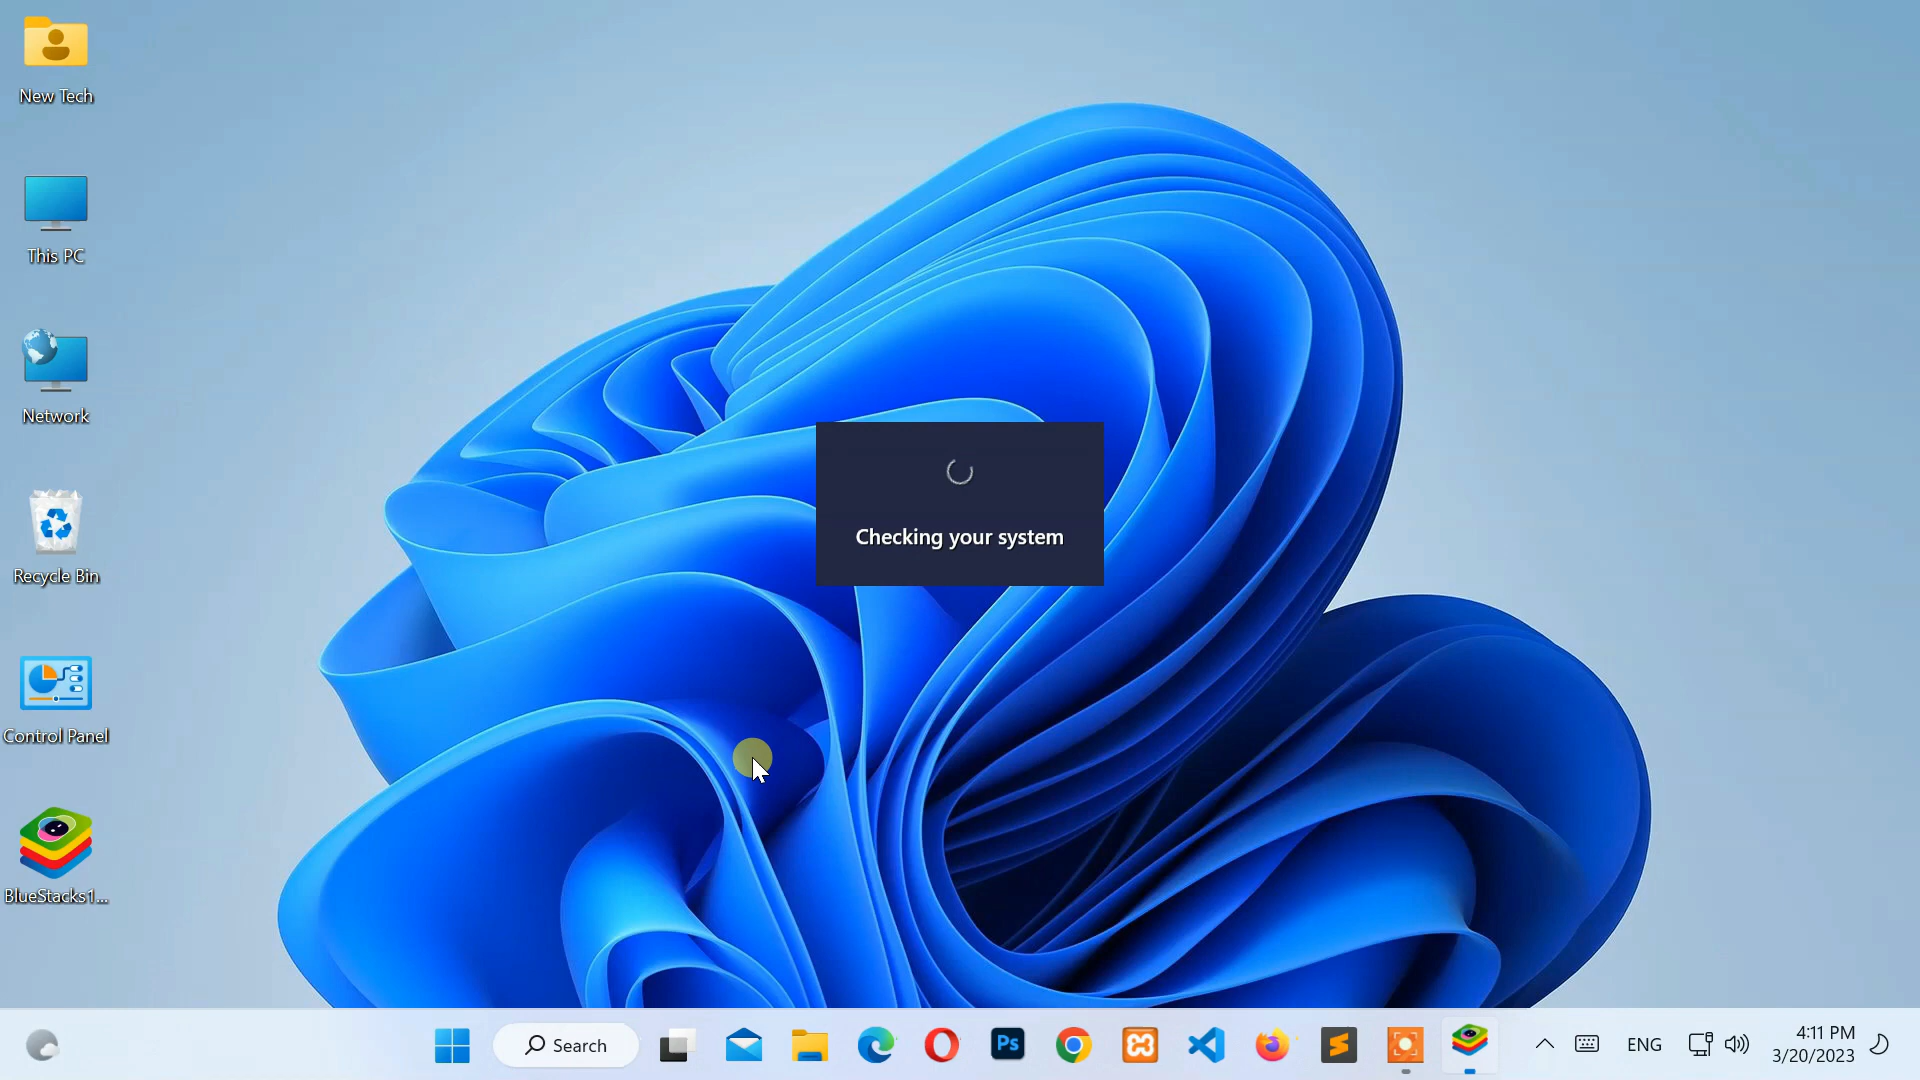 New Tech
This PC
Network
Recycle Bin
Control Panel
BlueStacks1...
Checking your system
Search
Ps
ENG
4:11 PM
3/20/2023